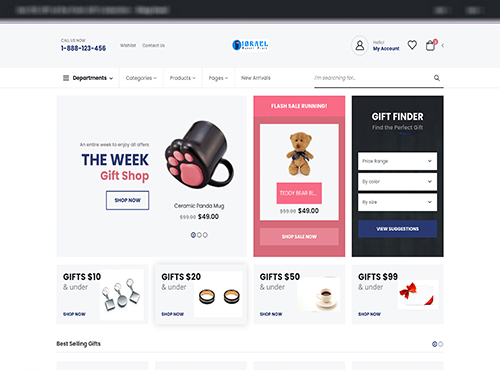 CALL US NOW
1-888-123-456
Wishlist Contact Us
Hello!
My Account
Departments Categories Products Pages New Arrivals I'm searching for...
An entire week to enjoy all offers
THE WEEK
Gift Shop
SHOP NOW
Ceramic Panda Mug
$99.00 $49.00
FLASH SALE RUNNING!
TEDDY BEAR BL...
$59.00 $49.00
SHOP SALE NOW
GIFT FINDER
Find the Perfect Gift
Price Range
By color
By size
VIEW SUGGESTIONS
GIFTS $10
& under
SHOP NOW
GIFTS $20
& under
SHOP NOW
GIFTS $50
& under
SHOP NOW
GIFTS $99
& under
SHOP NOW
Best Selling Gifts